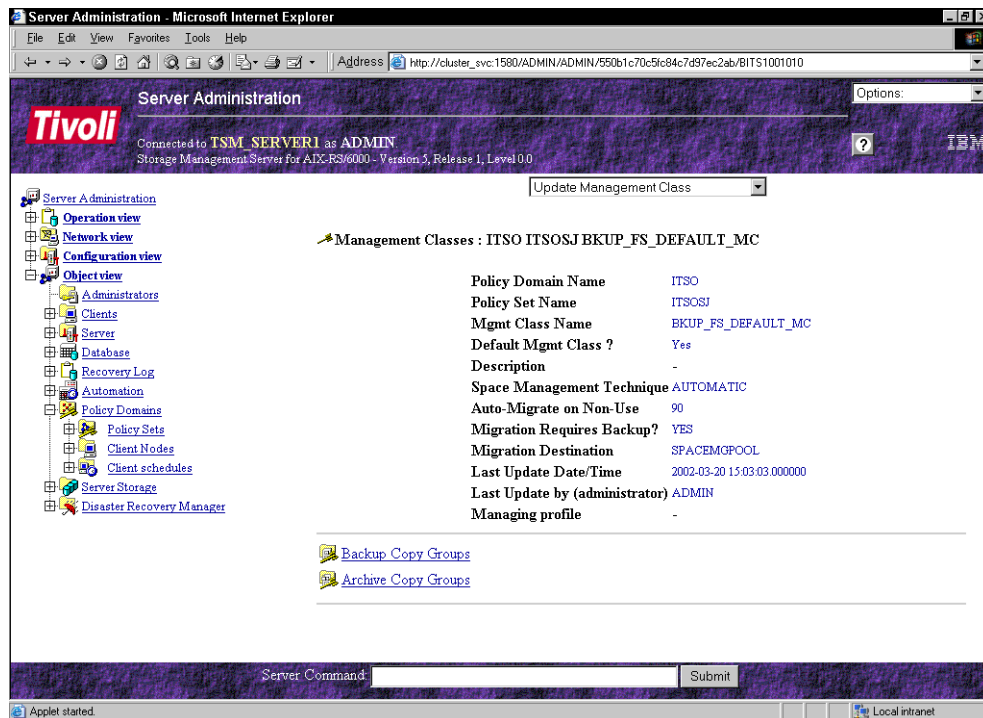 Server Administration - Microsoft Internet Explorer
File Edit View Favorites Tools Help
Address http://cluster_svc:1580/ADMIN/ADMIN/550b1c70c5fc84c7d97ec2ab/BITS1001010
Tivoli
Server Administration
Options:
Connected to TSM_SERVER1 as ADMIN
Storage Management Server for AIX-RS/6000 - Version 5, Release 1, Level 0.0
?
IBM
Update Management Class
Server Administration
Operation view
Network view
Configuration view
Object view
Administrators
Clients
Server
Database
Recovery Log
Automation
Policy Domains
Policy Sets
Client Nodes
Client schedules
Server Storage
Disaster Recovery Manager
Management Classes : ITSO ITSOSJ BKUP_FS_DEFAULT_MC
Policy Domain Name ITSO
Policy Set Name ITSOSJ
Mgmt Class Name BKUP_FS_DEFAULT_MC
Default Mgmt Class ? Yes
Description -
Space Management Technique AUTOMATIC
Auto-Migrate on Non-Use 90
Migration Requires Backup? YES
Migration Destination SPACEMGPOOL
Last Update Date/Time 2002-03-20 15:03:03.000000
Last Update by (administrator) ADMIN
Managing profile -
Backup Copy Groups
Archive Copy Groups
Server Command: Submit
Applet started. Local intranet